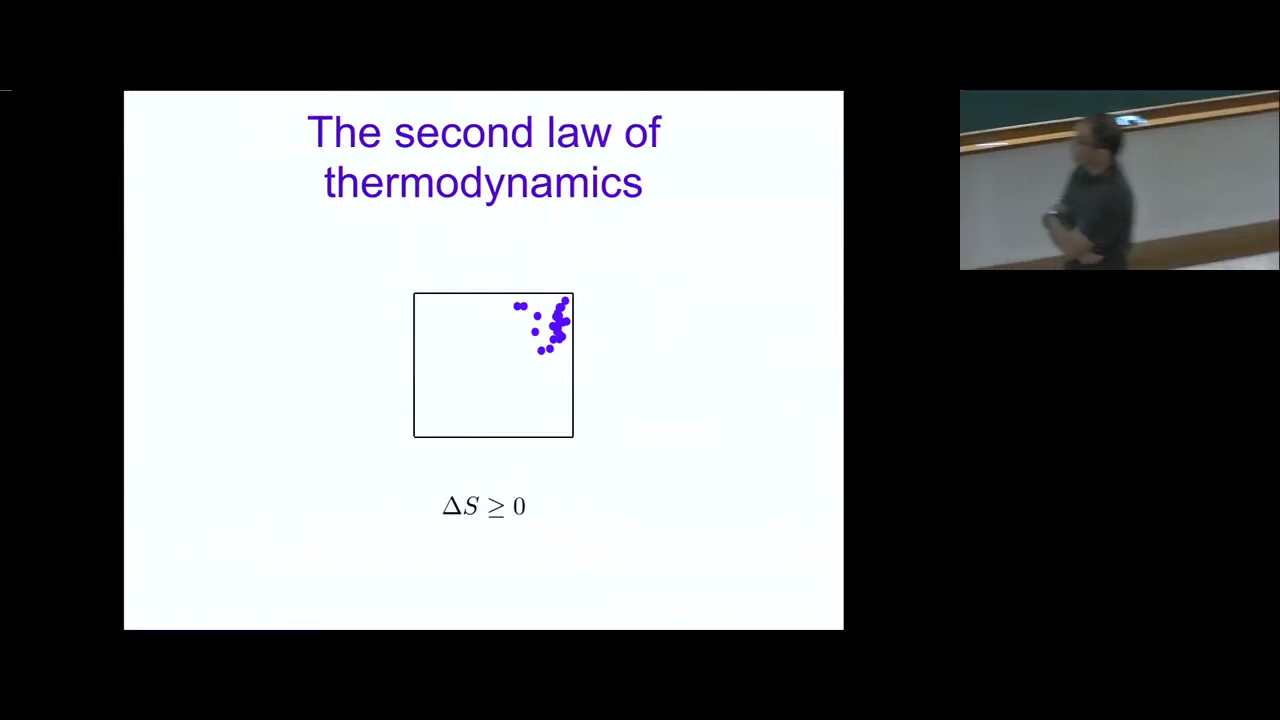 The second law of
thermodynamics
ΔS ≥ 0